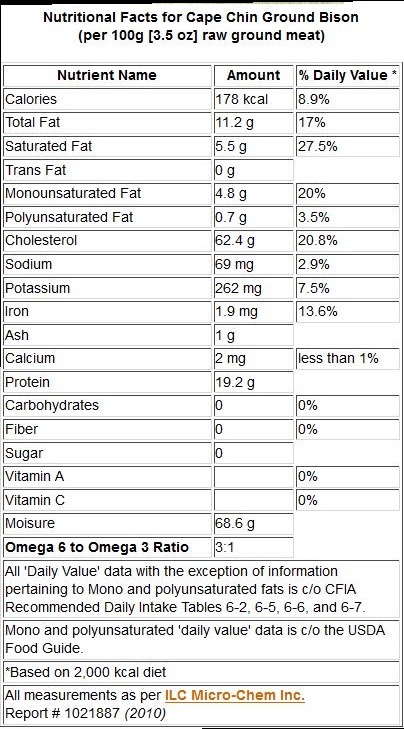 Nutritional Facts for Cape Chin Ground Bison
(per 100g [3.5 oz] raw ground meat)
Nutrient Name Amount % Daily Value *
Calories 178 kcal 8.9%
Total Fat 11.2 g 17%
Saturated Fat 5.5 g 27.5%
Trans Fat 0 g
Monounsaturated Fat 4.8 g 20%
Polyunsaturated Fat 0.7 g 3.5%
Cholesterol 62.4 g 20.8%
Sodium 69 mg 2.9%
Potassium 262 mg 7.5%
Iron 1.9 mg 13.6%
Ash 1 g
Calcium 2 mg less than 1%
Protein 19.2 g
Carbohydrates 0 0%
Fiber 0 0%
Sugar 0
Vitamin A 0%
Vitamin C 0%
Moisure 68.6 g
Omega 6 to Omega 3 Ratio 3:1
All 'Daily Value' data with the exception of information
pertaining to Mono and polyunsaturated fats is c/o CFIA
Recommended Daily Intake Tables 6-2, 6-5, 6-6, and 6-7.
Mono and polyunsaturated 'daily value' data is c/o the USDA
Food Guide.
*Based on 2,000 kcal diet
All measurements as per ILC Micro-Chem Inc.
Report # 1021887 (2010)